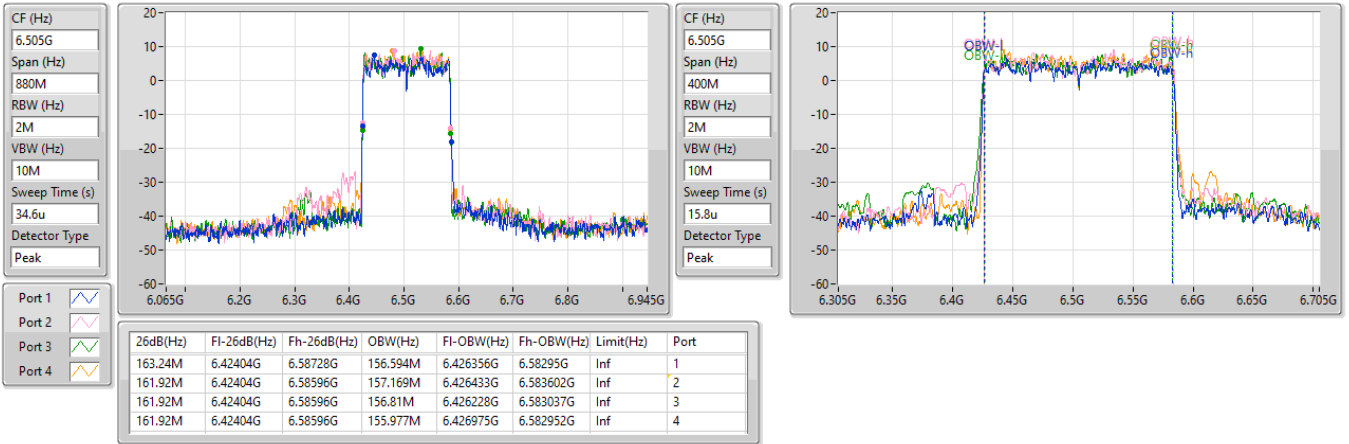 CF (Hz)
6.505G
Span (Hz)
880M
RBW (Hz)
2M
VBW (Hz)
10M
Sweep Time (s)
34.6u
Detector Type
Peak
20
10
0
-10
-20
-30
-40
-50
-60
6.065G 6.2G 6.3G 6.4G 6.5G 6.6G 6.7G 6.8G 6.945G
CF (Hz)
6.505G
Span (Hz)
400M
RBW (Hz)
2M
VBW (Hz)
10M
Sweep Time (s)
15.8u
Detector Type
Peak
20
10
0
-10
-20
-30
-40
-50
-60
OBW-l
OBW-h
OBW-h
6.305G 6.35G 6.4G 6.45G 6.5G 6.55G 6.6G 6.65G 6.705G
Port 1
Port 2
Port 3
Port 4
26dB(Hz) Fl-26dB(Hz) Fh-26dB(Hz) OBW(Hz) Fl-OBW(Hz) Fh-OBW(Hz) Limit(Hz) Port
163.24M 6.42404G 6.58728G 156.594M 6.426356G 6.58295G Inf 1
161.92M 6.42404G 6.58596G 157.169M 6.426433G 6.583602G Inf 2
161.92M 6.42404G 6.58596G 156.81M 6.426228G 6.583037G Inf 3
161.92M 6.42404G 6.58596G 155.977M 6.426975G 6.582952G Inf 4